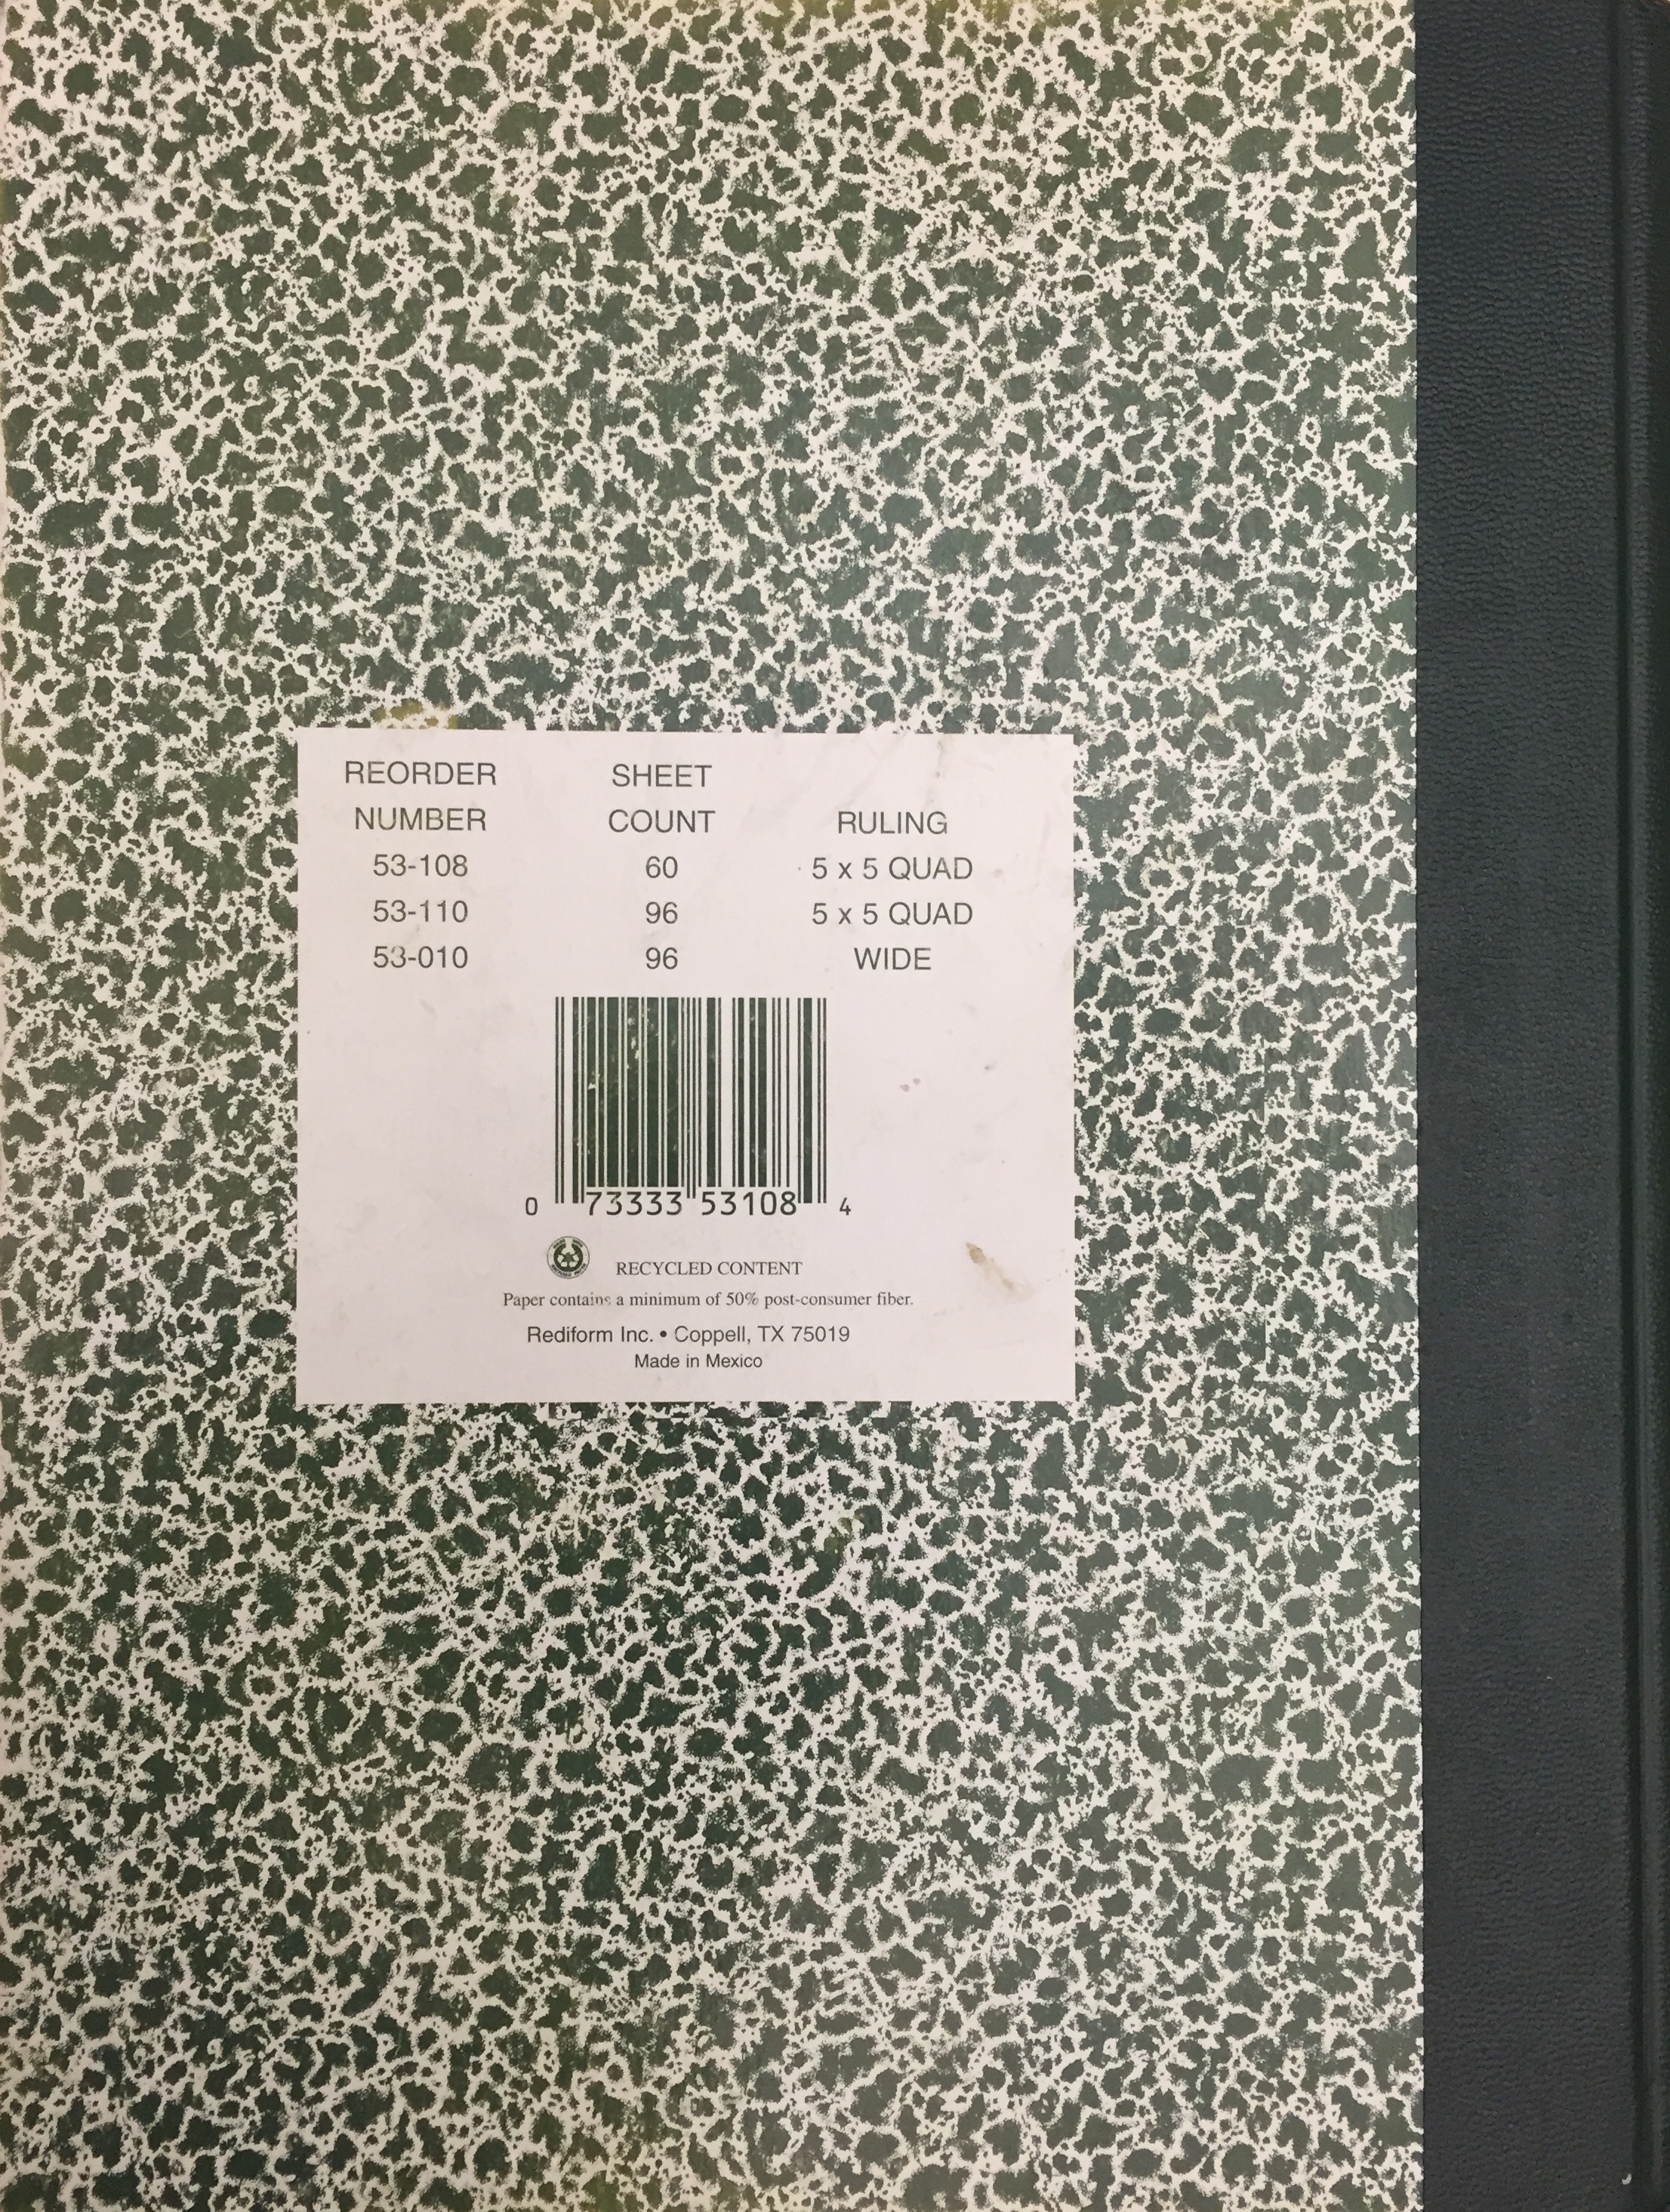 REORDER SHEET
NUMBER COUNT RULING
53-108 60 5 x 5 QUAD
53-110 96 5 x 5 QUAD
53-010 96 WIDE
0 73333 53108 4
RECYCLED CONTENT
Paper contains a minimum of 50% post-consumer fiber.
Rediform Inc. • Coppell, TX 75019
Made in Mexico